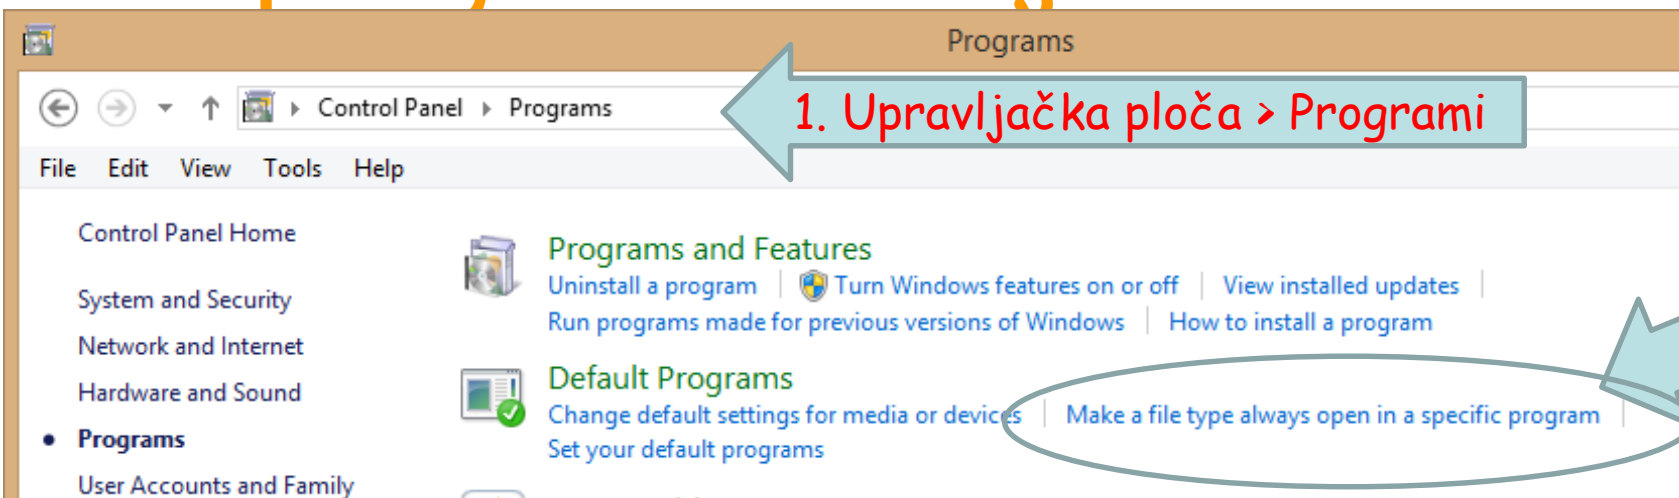 Programs
Control Panel Programs
1. Upravljačka ploča > Programi
File Edit View Tools Help
Control Panel Home
System and Security
Network and Internet
Hardware and Sound
Programs
User Accounts and Family
Programs and Features
Uninstall a program Turn Windows features on or off View installed updates
Run programs made for previous versions of Windows How to install a program
Default Programs
Change default settings for media or devices Make a file type always open in a specific program
Set your default programs